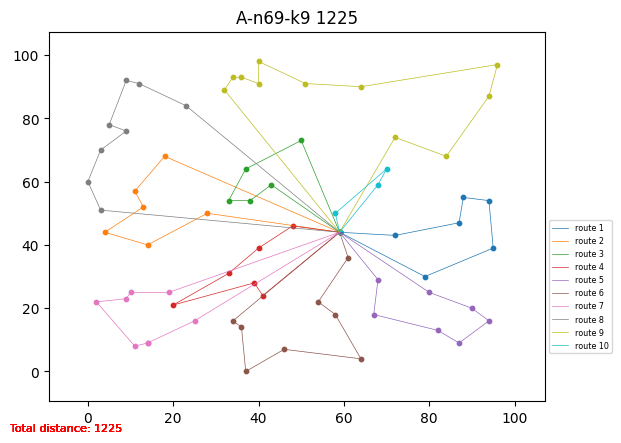 A-n69-k9 1225
100
80
60
40
20
0
0 20 40 60 80 100
route 1
route 2
route 3
route 4
route 5
route 6
route 7
route 8
route 9
route 10
Total distance: 1225